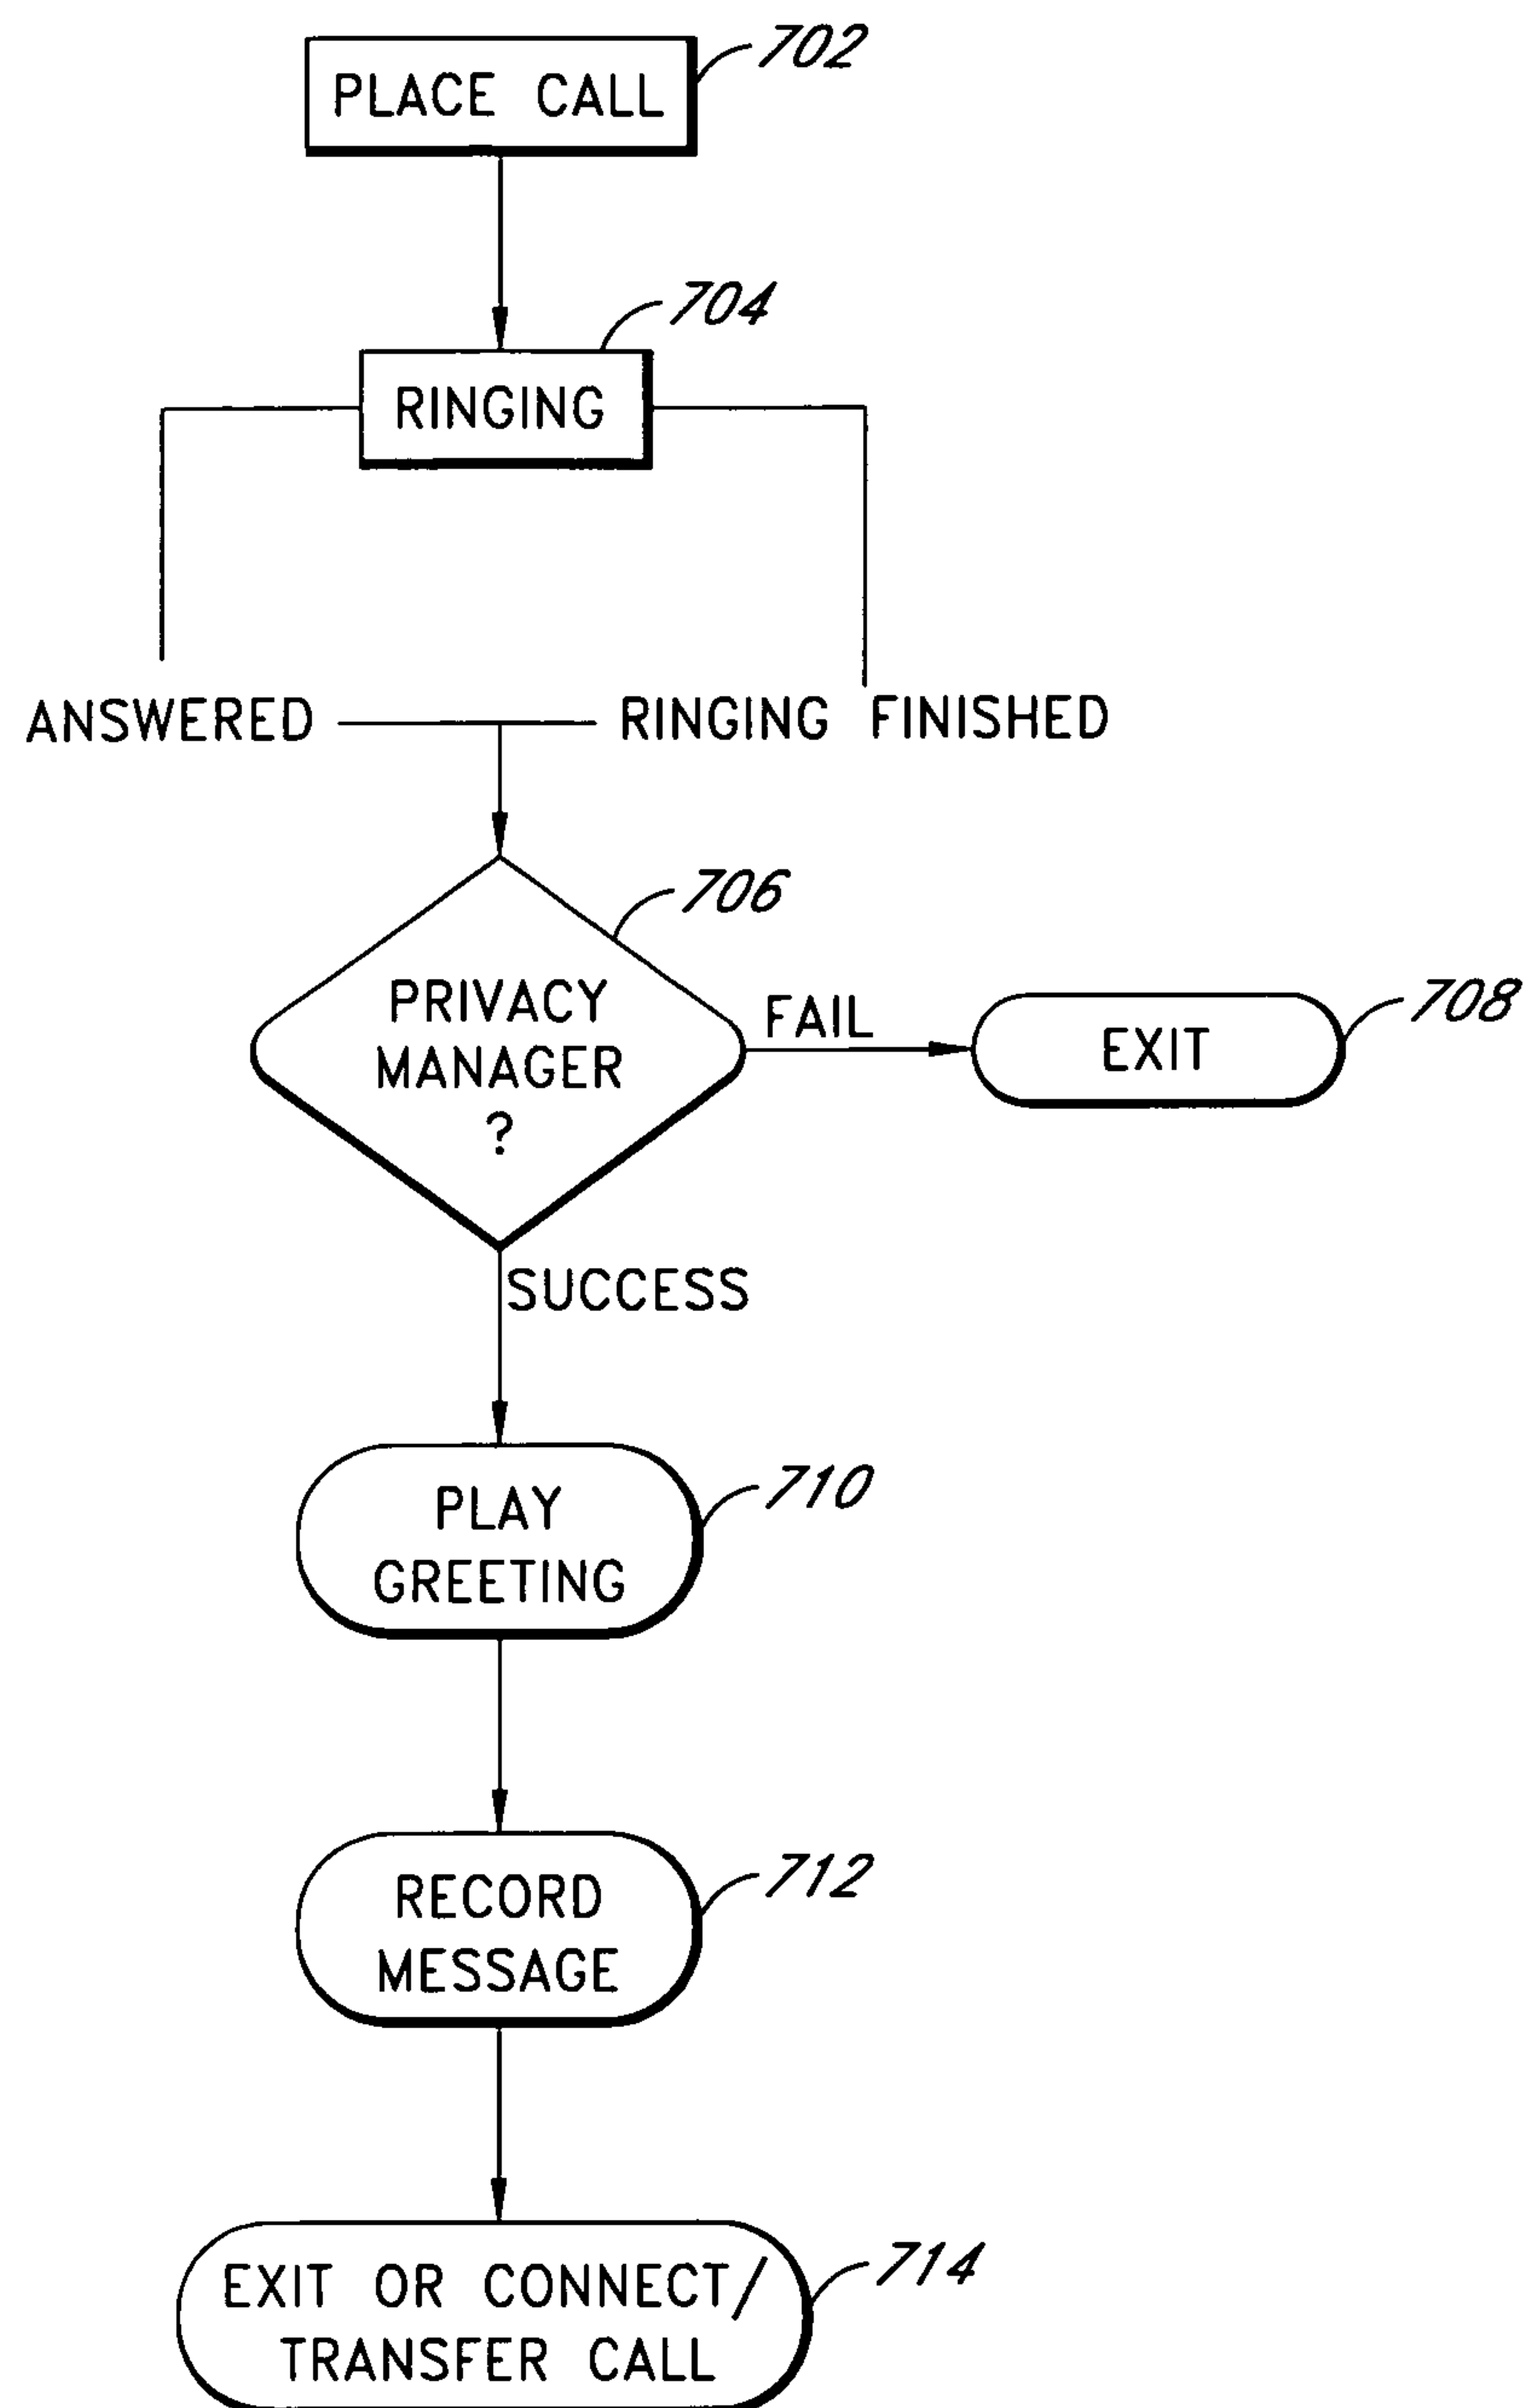 702
PLACE CALL
704
RINGING
ANSWERED
RINGING FINISHED
706
PRIVACY
MANAGER
?
FAIL
708
EXIT
SUCCESS
710
PLAY
GREETING
712
RECORD
MESSAGE
714
EXIT OR CONNECT/
TRANSFER CALL